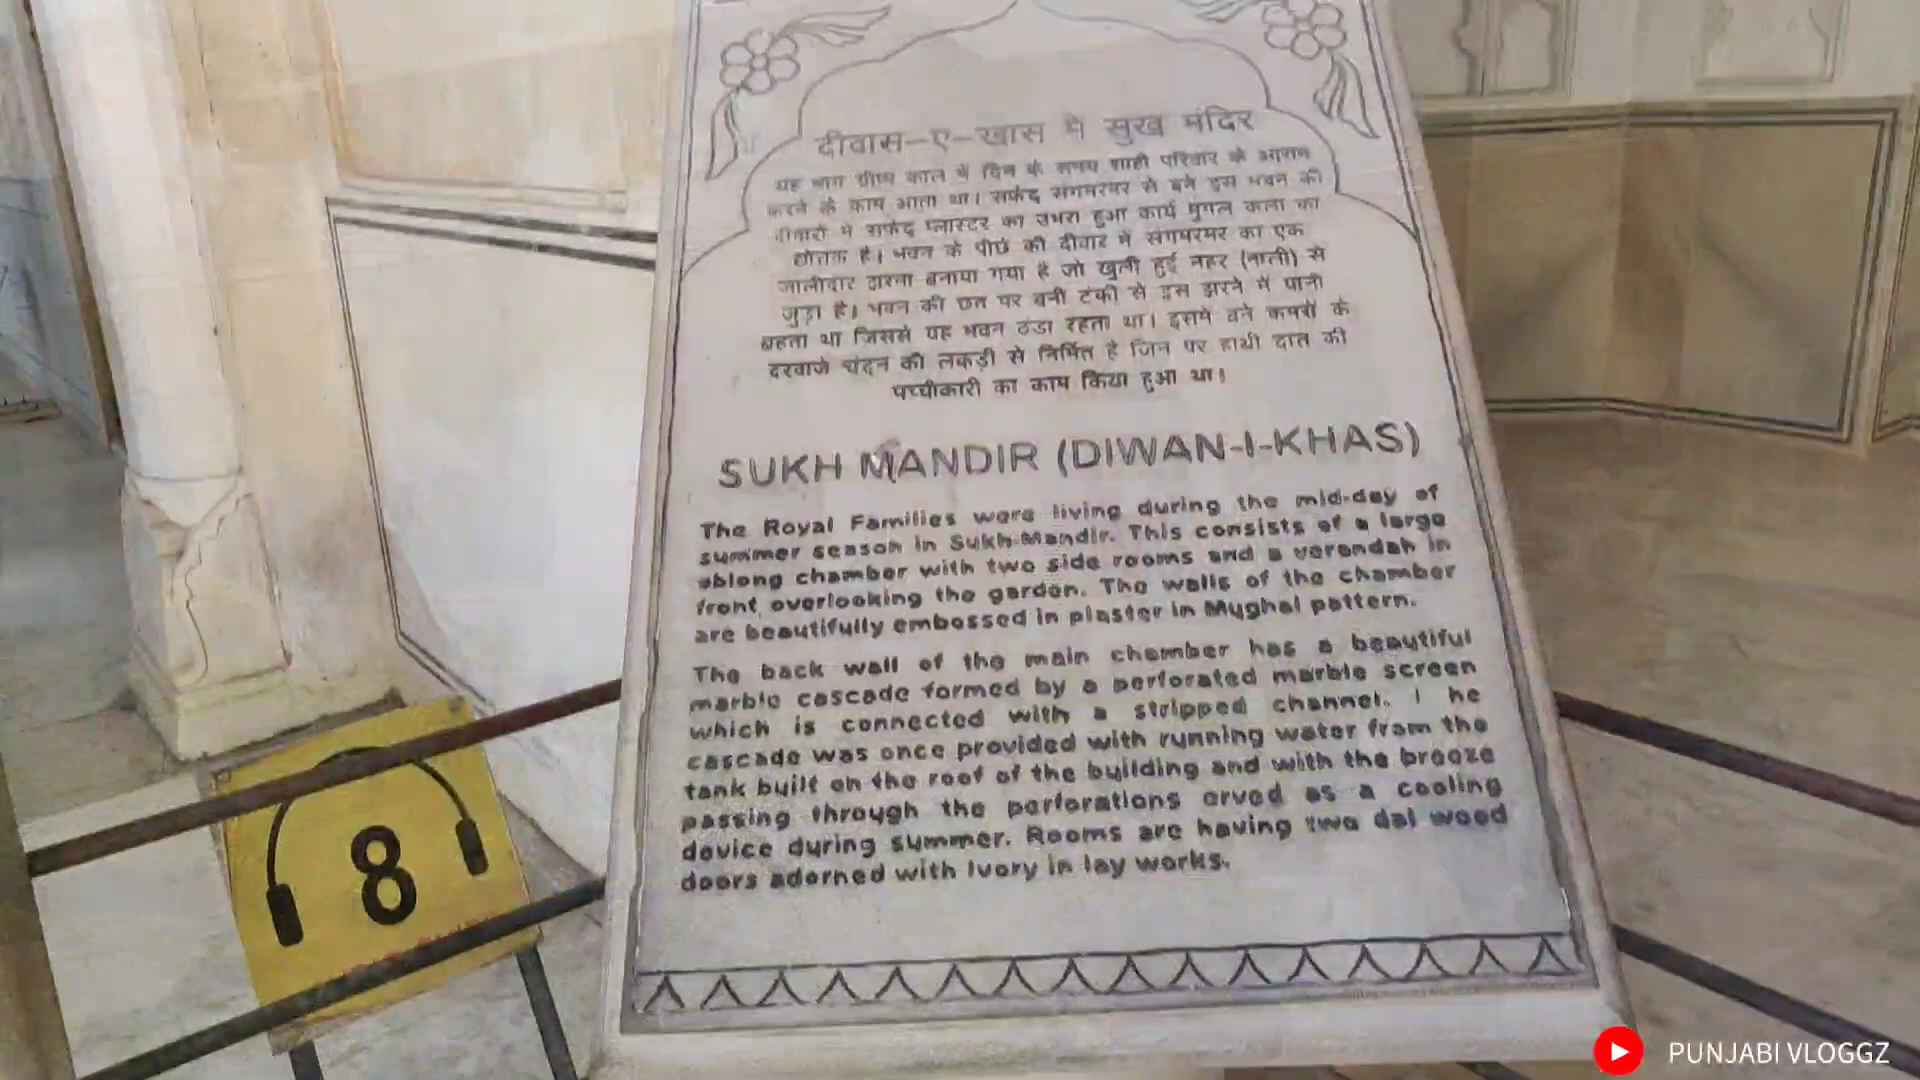 दीवास-ए-खास मे सुख मंदिर
यह भाग ग्रीष्म काल में दिन के समय शाही परिवार के आराम
करने के काम आता था। सफेद संगमरमर से बने इस भवन की
दीवारों में सफेद प्लास्टर का उभरा हुआ कार्य मुगल कला का
द्योतक है। भवन के पीछे की दीवार में संगमरमर का एक
जालीदार झरना बनाया गया है जो खुली हुई नहर (नाली) से
जुड़ा है। भवन की छत पर बनी टंकी से इस झरने में पानी
बहता था जिससे यह भवन ठंडा रहता था। इसमें बने कमरों के
दरवाजे चंदन की लकड़ी से निर्मित है जिन पर हाथी दात की
पच्चीकारी का काम किया हुआ था।
SUKH MANDIR (DIWAN-I-KHAS)
The Royal Families were living during the mid-day of
summer season in Sukh-Mandir. This consists of a large
oblong chamber with two side rooms and a verandah in
front overlooking the garden. The walls of the chamber
are beautifully embossed in plaster in Mughal pattern.
The back wall of the main chamber has a beautiful
marble cascade formed by a perforated marble screen
which is connected with a stripped channel. T he
cascade was once provided with running water from the
tank built on the roof of the building and with the breeze
passing through the perforations erved as a cooling
device during summer. Rooms are having two dal wood
doors adorned with Ivory in lay works.
8
PUNJABI VLOGGZ